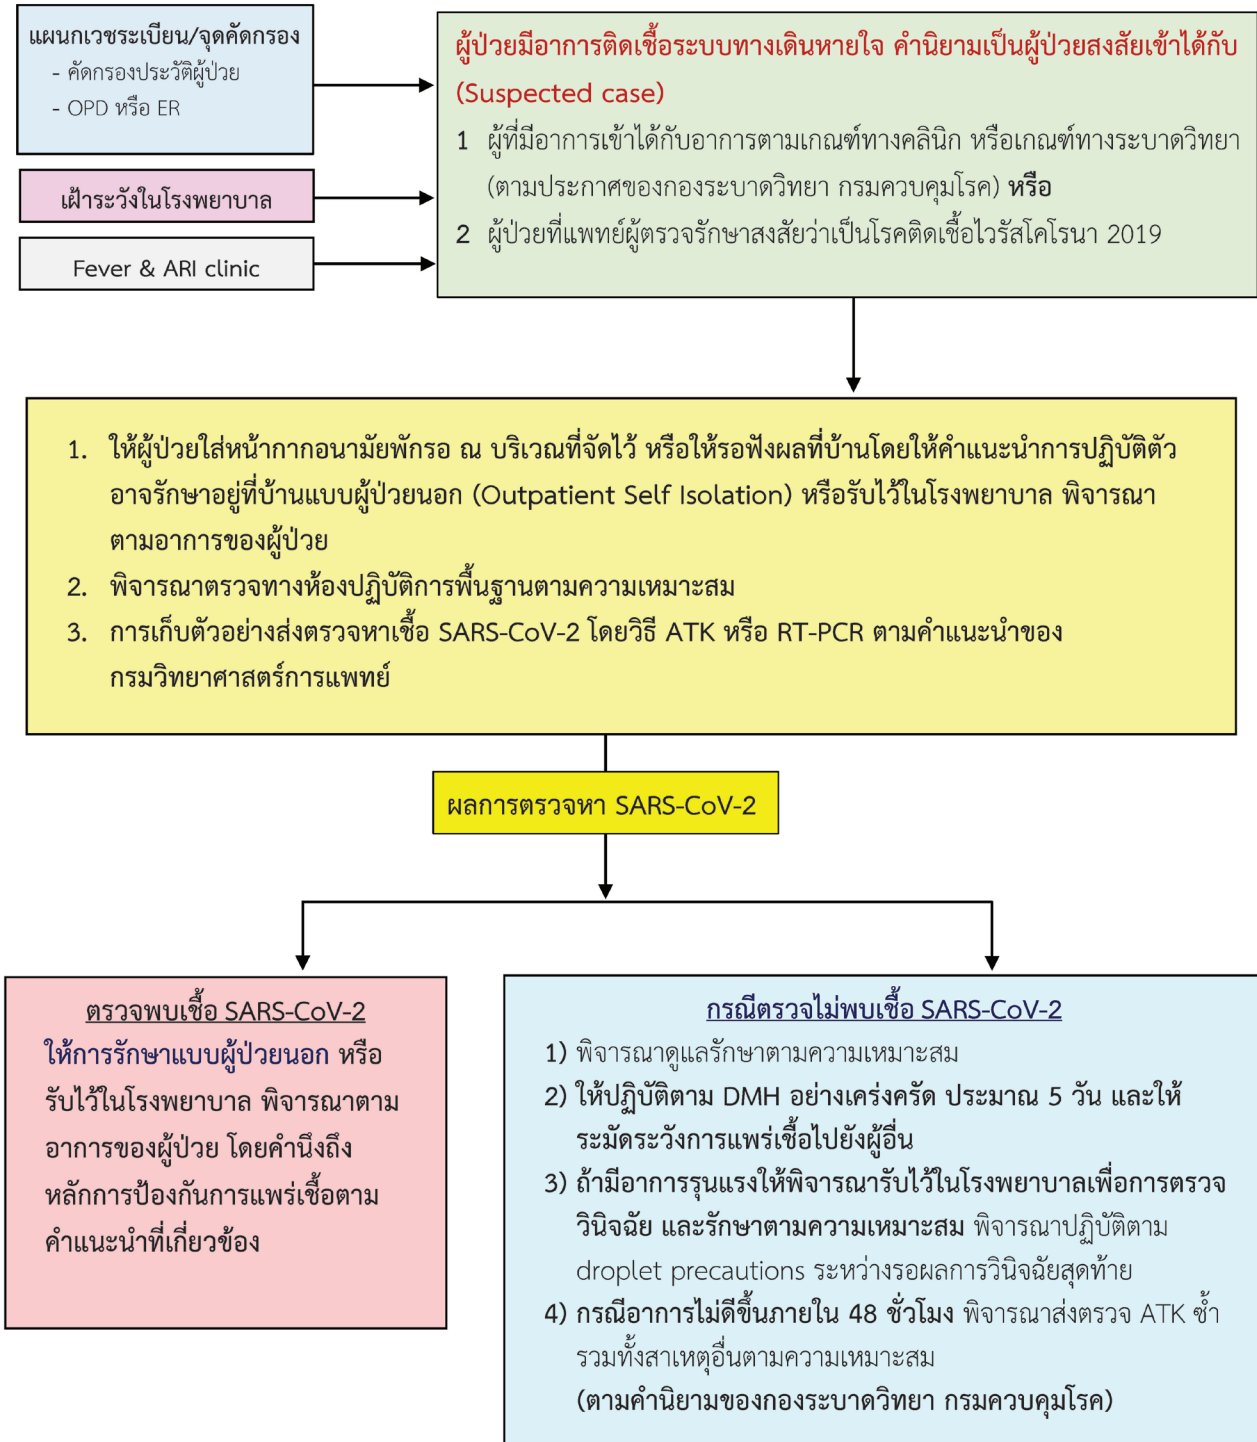 แผนกเวชระเบียน/จุดคัดกรอง
- คัดกรองประวัติผู้ป่วย
- OPD หรือ ER
เฝ้าระวังในโรงพยาบาล
Fever & ARI clinic
ผู้ป่วยมีอาการติดเชื้อระบบทางเดินหายใจ คำนิยามเป็นผู้ป่วยสงสัยเข้าได้กับ
(Suspected case)
1 ผู้ที่มีอาการเข้าได้กับอาการตามเกณฑ์ทางคลินิก หรือเกณฑ์ทางระบาดวิทยา
(ตามประกาศของกองระบาดวิทยา กรมควบคุมโรค) หรือ
2 ผู้ป่วยที่แพทย์ผู้ตรวจรักษาสงสัยว่าเป็นโรคติดเชื้อไวรัสโคโรนา 2019
1. ให้ผู้ป่วยใส่หน้ากากอนามัยพักรอ ณ บริเวณที่จัดไว้ หรือให้รอฟังผลที่บ้านโดยให้คำแนะนำการปฏิบัติตัว
อาจรักษาอยู่ที่บ้านแบบผู้ป่วยนอก (Outpatient Self Isolation) หรือรับไว้ในโรงพยาบาล พิจารณา
ตามอาการของผู้ป่วย
2. พิจารณาตรวจทางห้องปฏิบัติการพื้นฐานตามความเหมาะสม
3. การเก็บตัวอย่างส่งตรวจหาเชื้อ SARS-CoV-2 โดยวิธี ATK หรือ RT-PCR ตามคำแนะนำของ
กรมวิทยาศาสตร์การแพทย์
ผลการตรวจหา SARS-CoV-2
ตรวจพบเชื้อ SARS-CoV-2
ให้การรักษาแบบผู้ป่วยนอก หรือ
รับไว้ในโรงพยาบาล พิจารณาตาม
อาการของผู้ป่วย โดยคำนึงถึง
หลักการป้องกันการแพร่เชื้อตาม
คำแนะนำที่เกี่ยวข้อง
กรณีตรวจไม่พบเชื้อ SARS-CoV-2
1) พิจารณาดูแลรักษาตามความเหมาะสม
2) ให้ปฏิบัติตาม DMH อย่างเคร่งครัด ประมาณ 5 วัน และให้
ระมัดระวังการแพร่เชื้อไปยังผู้อื่น
3) ถ้ามีอาการรุนแรงให้พิจารณารับไว้ในโรงพยาบาลเพื่อการตรวจ
วินิจฉัย และรักษาตามความเหมาะสม พิจารณาปฏิบัติตาม
droplet precautions ระหว่างรอผลการวินิจฉัยสุดท้าย
4) กรณีอาการไม่ดีขึ้นภายใน 48 ชั่วโมง พิจารณาส่งตรวจ ATK ซ้ำ
รวมทั้งสาเหตุอื่นตามความเหมาะสม
(ตามคำนิยามของกองระบาดวิทยา กรมควบคุมโรค)